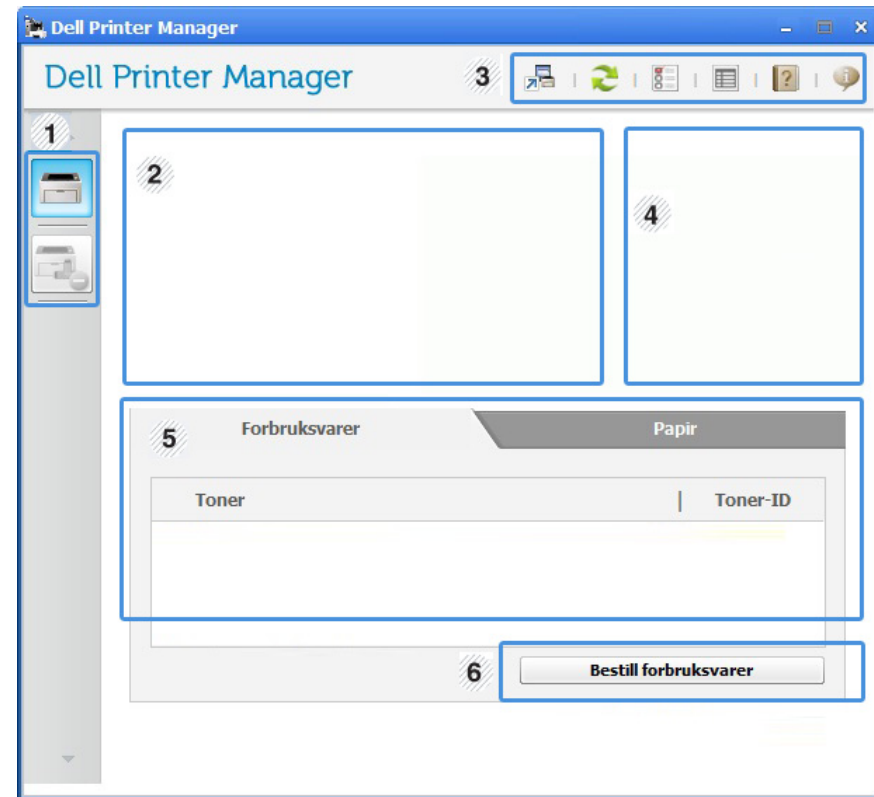 Dell Printer Manager
Dell Printer Manager
3
1
2
4
5
Forbruksvarer
Papir
Toner | Toner-ID
6
Bestill forbruksvarer